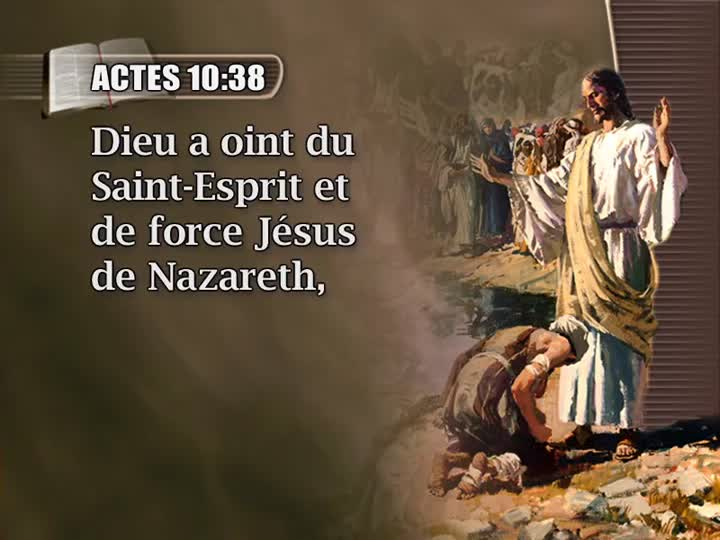 ACTES 10:38
Dieu a oint du
Saint-Esprit et
de force Jésus
de Nazareth,